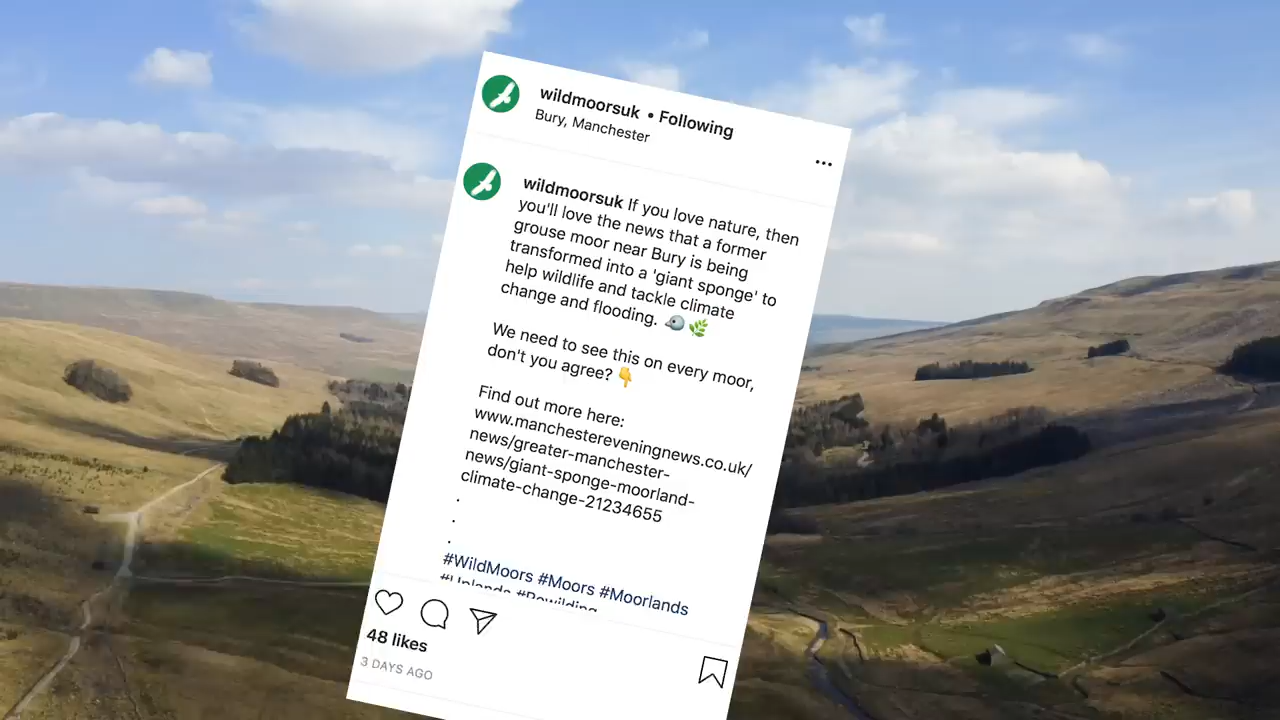 wildmoorsuk • Following
Bury, Manchester
wildmoorsuk If you love nature, then
you'll love the news that a former
grouse moor near Bury is being
transformed into a 'giant sponge' to
help wildlife and tackle climate
change and flooding. 🐦🌿
We need to see this on every moor,
don't you agree? 👇
Find out more here:
www.manchestereveningnews.co.uk/
news/greater-manchester-
news/giant-sponge-moorland-
climate-change-21234655
.
.
.
#WildMoors #Moors #Moorlands
#Uplands #Rewilding
48 likes
3 DAYS AGO